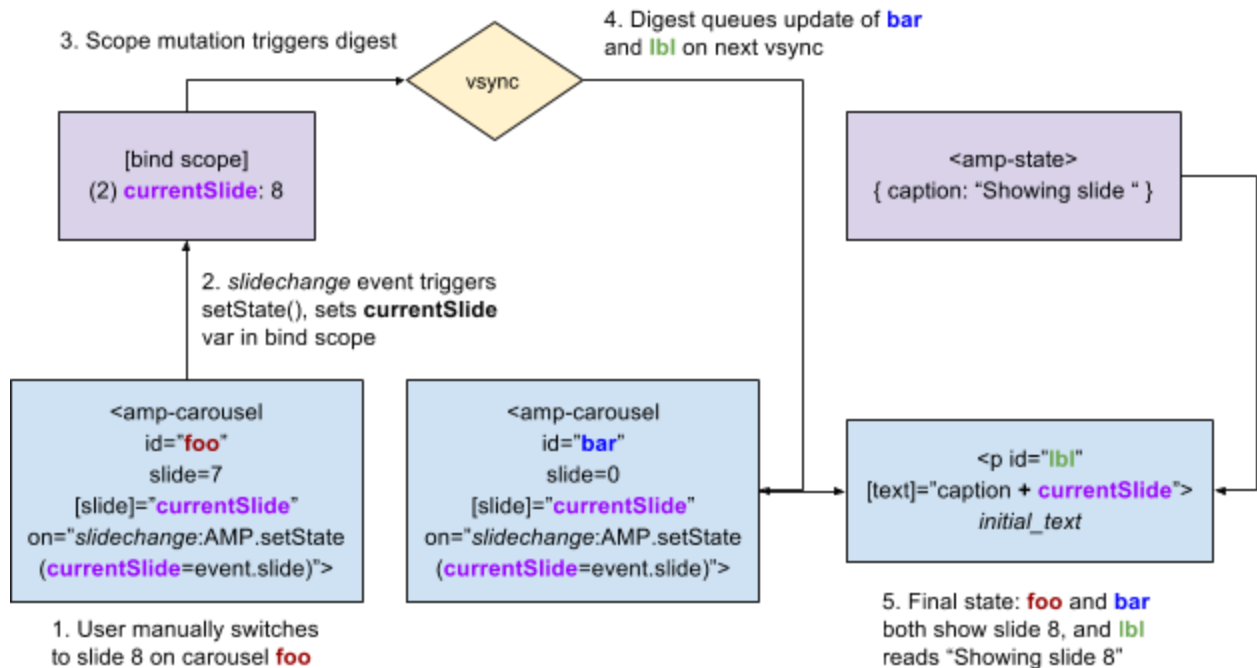 3. Scope mutation triggers digest
vsync
4. Digest queues update of bar
and lbl on next vsync
[bind scope]
(2) currentSlide: 8
<amp-state>
{ caption: “Showing slide “ }
2. slidechange event triggers
setState(), sets currentSlide
var in bind scope
<amp-carousel
id=”foo”
slide=7
[slide]=”currentSlide”
on=”slidechange:AMP.setState
(currentSlide=event.slide)”>
<amp-carousel
id=”bar”
slide=0
[slide]=”currentSlide”
on=”slidechange:AMP.setState
(currentSlide=event.slide)”>
<p id=”lbl”
[text]=”caption + currentSlide”>
initial_text
1. User manually switches
to slide 8 on carousel foo
5. Final state: foo and bar
both show slide 8, and lbl
reads “Showing slide 8”